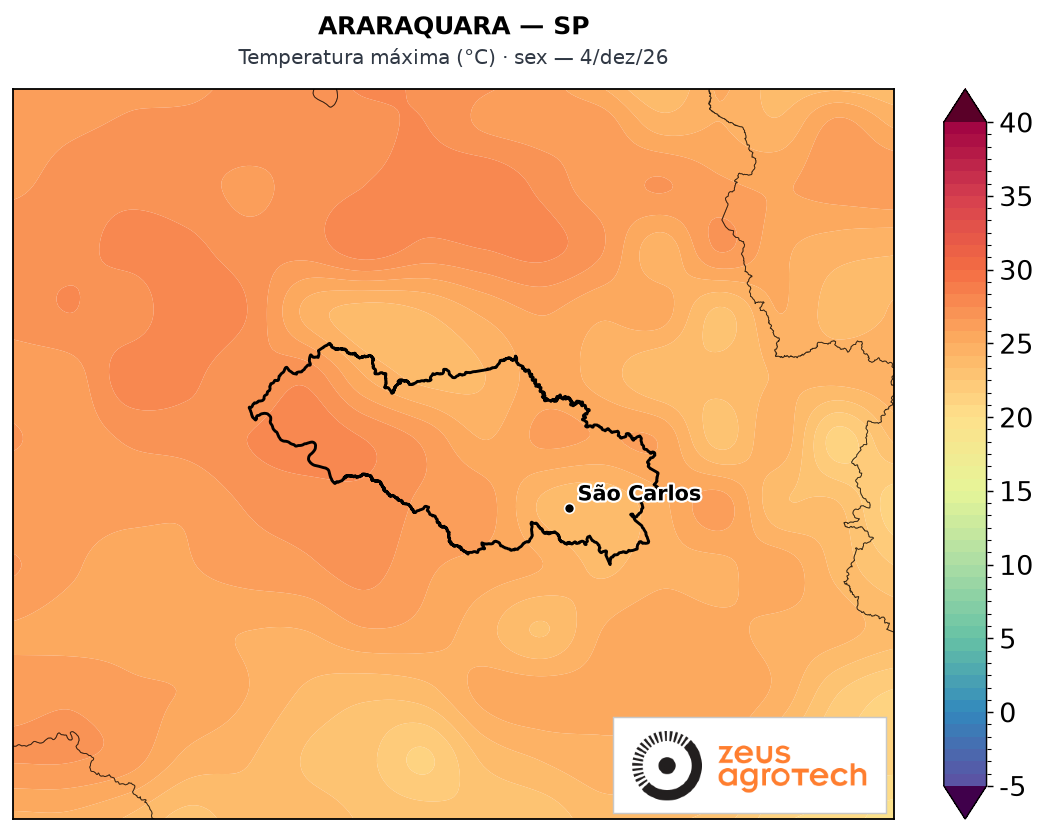 ARARAQUARA — SP
Temperatura máxima (°C) · sex — 4/dez/26
40
35
30
25
20
15
10
5
0
-5
São Carlos
zeus
agrotech